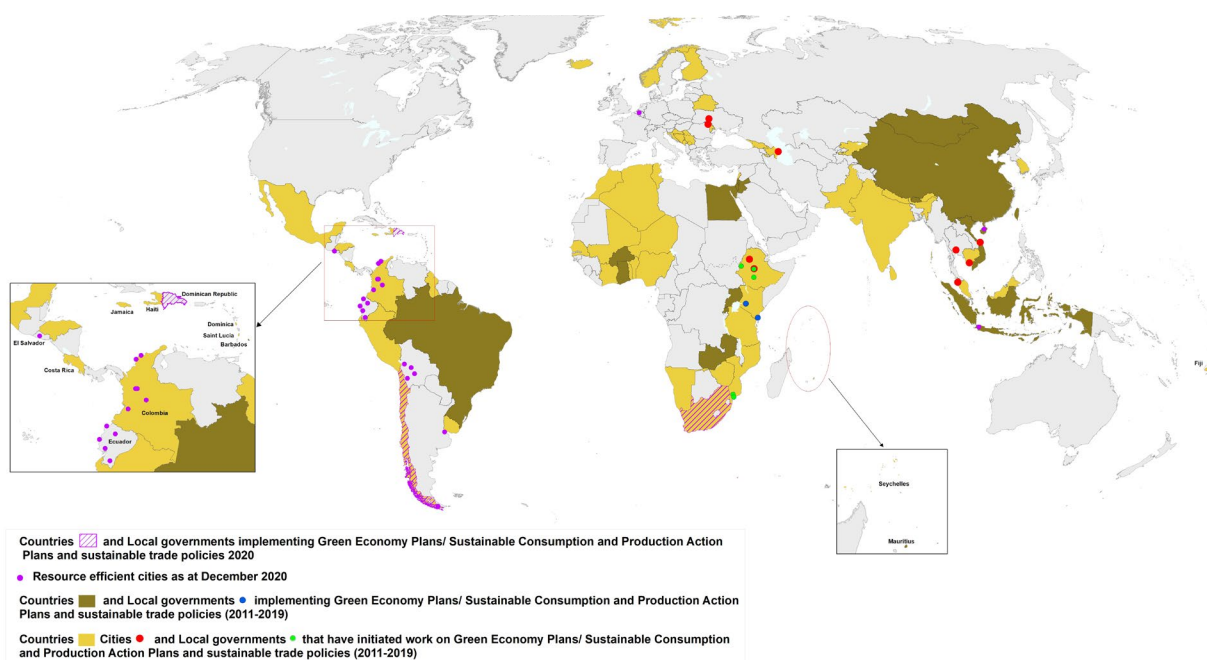 Fiji
Dominican Republic
Jamaica
Haiti
Dominica
Saint Lucia
Barbados
El Salvador
Costa Rica
Colombia
Ecuador
Seychelles
Mauritius
Countries and Local governments implementing Green Economy Plans/ Sustainable Consumption and Production Action
Plans and sustainable trade policies 2020
Resource efficient cities as at December 2020
Countries and Local governments implementing Green Economy Plans/ Sustainable Consumption and Production Action
Plans and sustainable trade policies (2011-2019)
Countries Cities and Local governments that have initiated work on Green Economy Plans/ Sustainable Consumption
and Production Action Plans and sustainable trade policies (2011-2019)